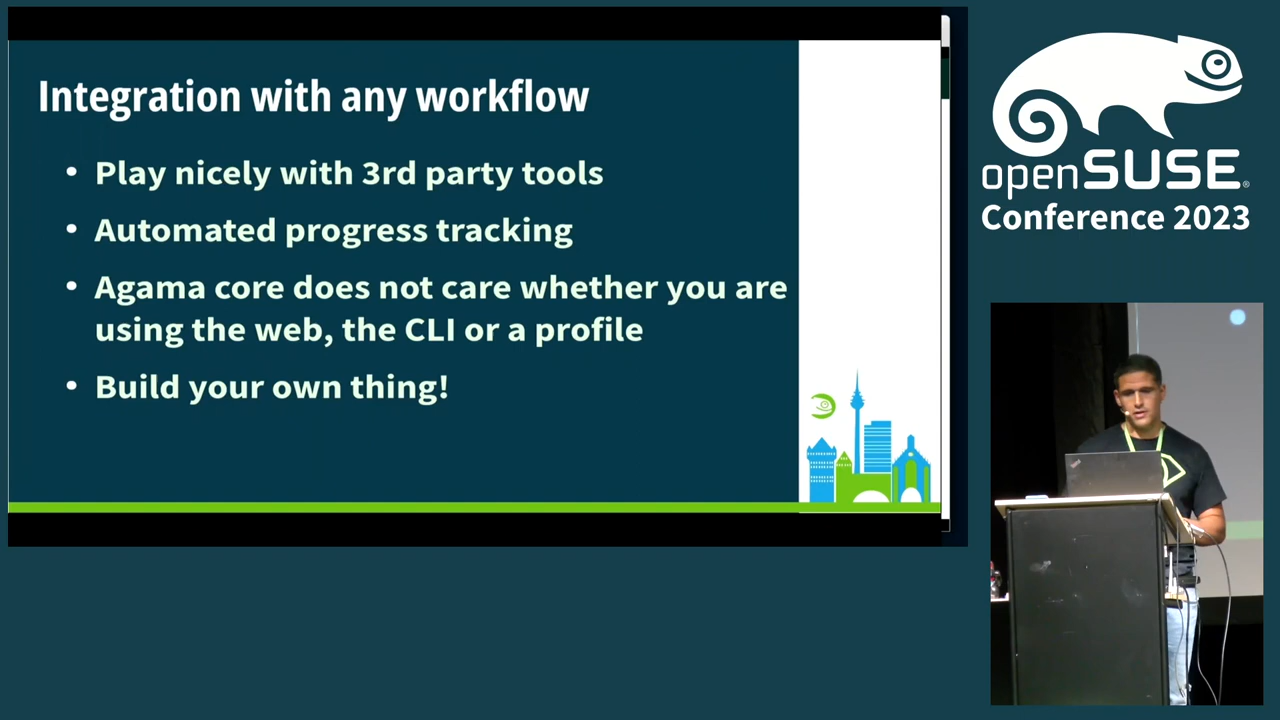 Integration with any workflow
• Play nicely with 3rd party tools
• Automated progress tracking
• Agama core does not care whether you are
using the web, the CLI or a profile
• Build your own thing!
openSUSE®
Conference 2023